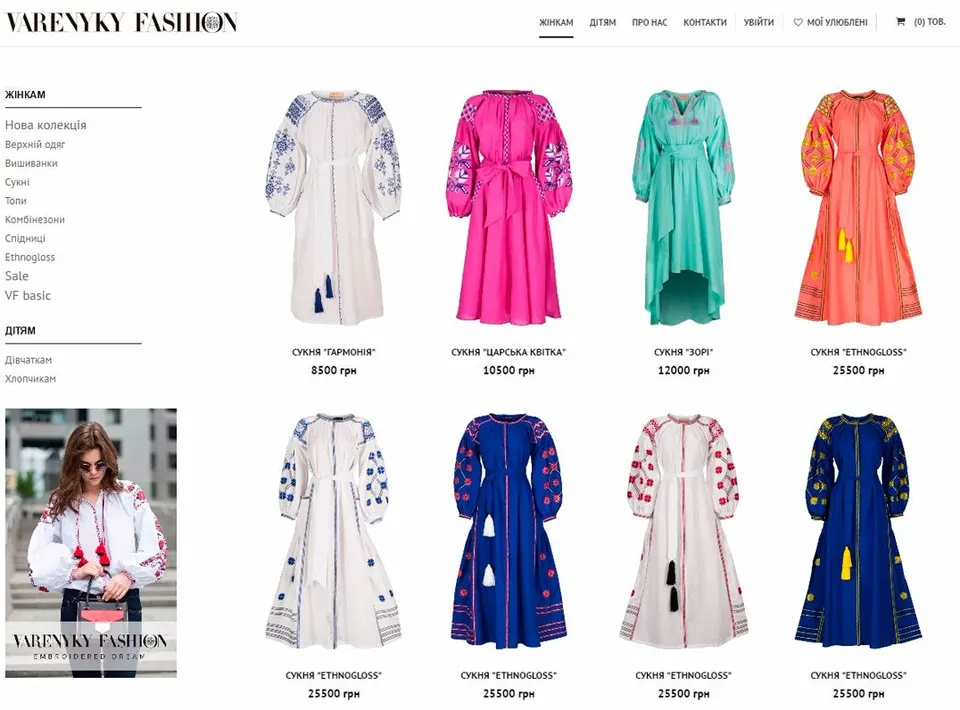 VARENYKY FASHION
ЖІНКАМ ДІТЯМ ПРО НАС КОНТАКТИ УВІЙТИ МОЇ УЛЮБЛЕНІ (0) ТОВ.
ЖІНКАМ
Нова колекція
Верхній одяг
Вишиванки
Сукні
Топи
Комбінезони
Спідниці
Ethnogloss
Sale
VF basic
ДІТЯМ
Дівчаткам
Хлопчикам
VARENYKY FASHION
EMBROIDERED DREAM
СУКНЯ "ГАРМОНІЯ"
8500 грн
СУКНЯ "ЦАРСЬКА КВІТКА"
10500 грн
СУКНЯ "ЗОРІ"
12000 грн
СУКНЯ "ETHNOGLOSS"
25500 грн
СУКНЯ "ETHNOGLOSS"
25500 грн
СУКНЯ "ETHNOGLOSS"
25500 грн
СУКНЯ "ETHNOGLOSS"
25500 грн
СУКНЯ "ETHNOGLOSS"
25500 грн